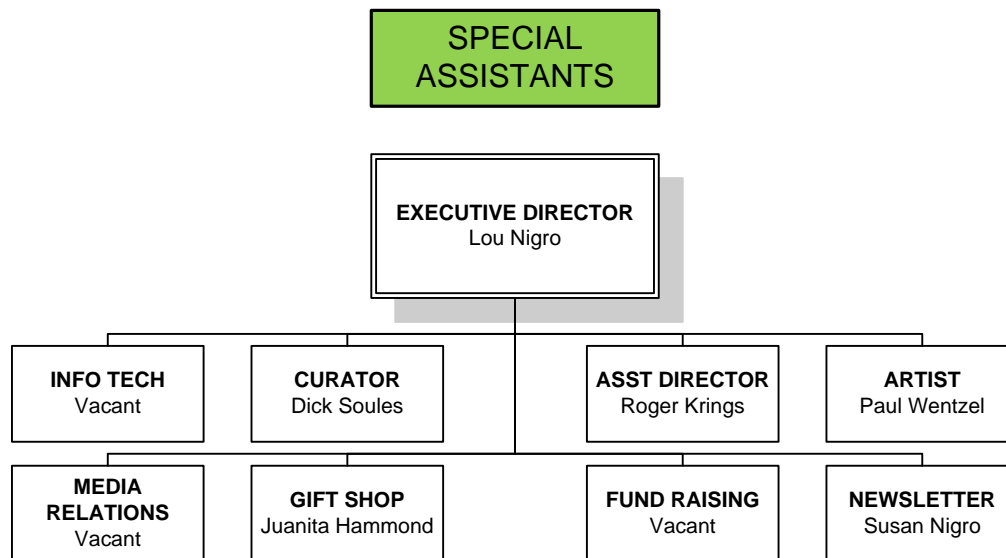 SPECIAL
ASSISTANTS
EXECUTIVE DIRECTOR
Lou Nigro
INFO TECH
Vacant
CURATOR
Dick Soules
ASST DIRECTOR
Roger Krings
ARTIST
Paul Wentzel
MEDIA
RELATIONS
Vacant
GIFT SHOP
Juanita Hammond
FUND RAISING
Vacant
NEWSLETTER
Susan Nigro